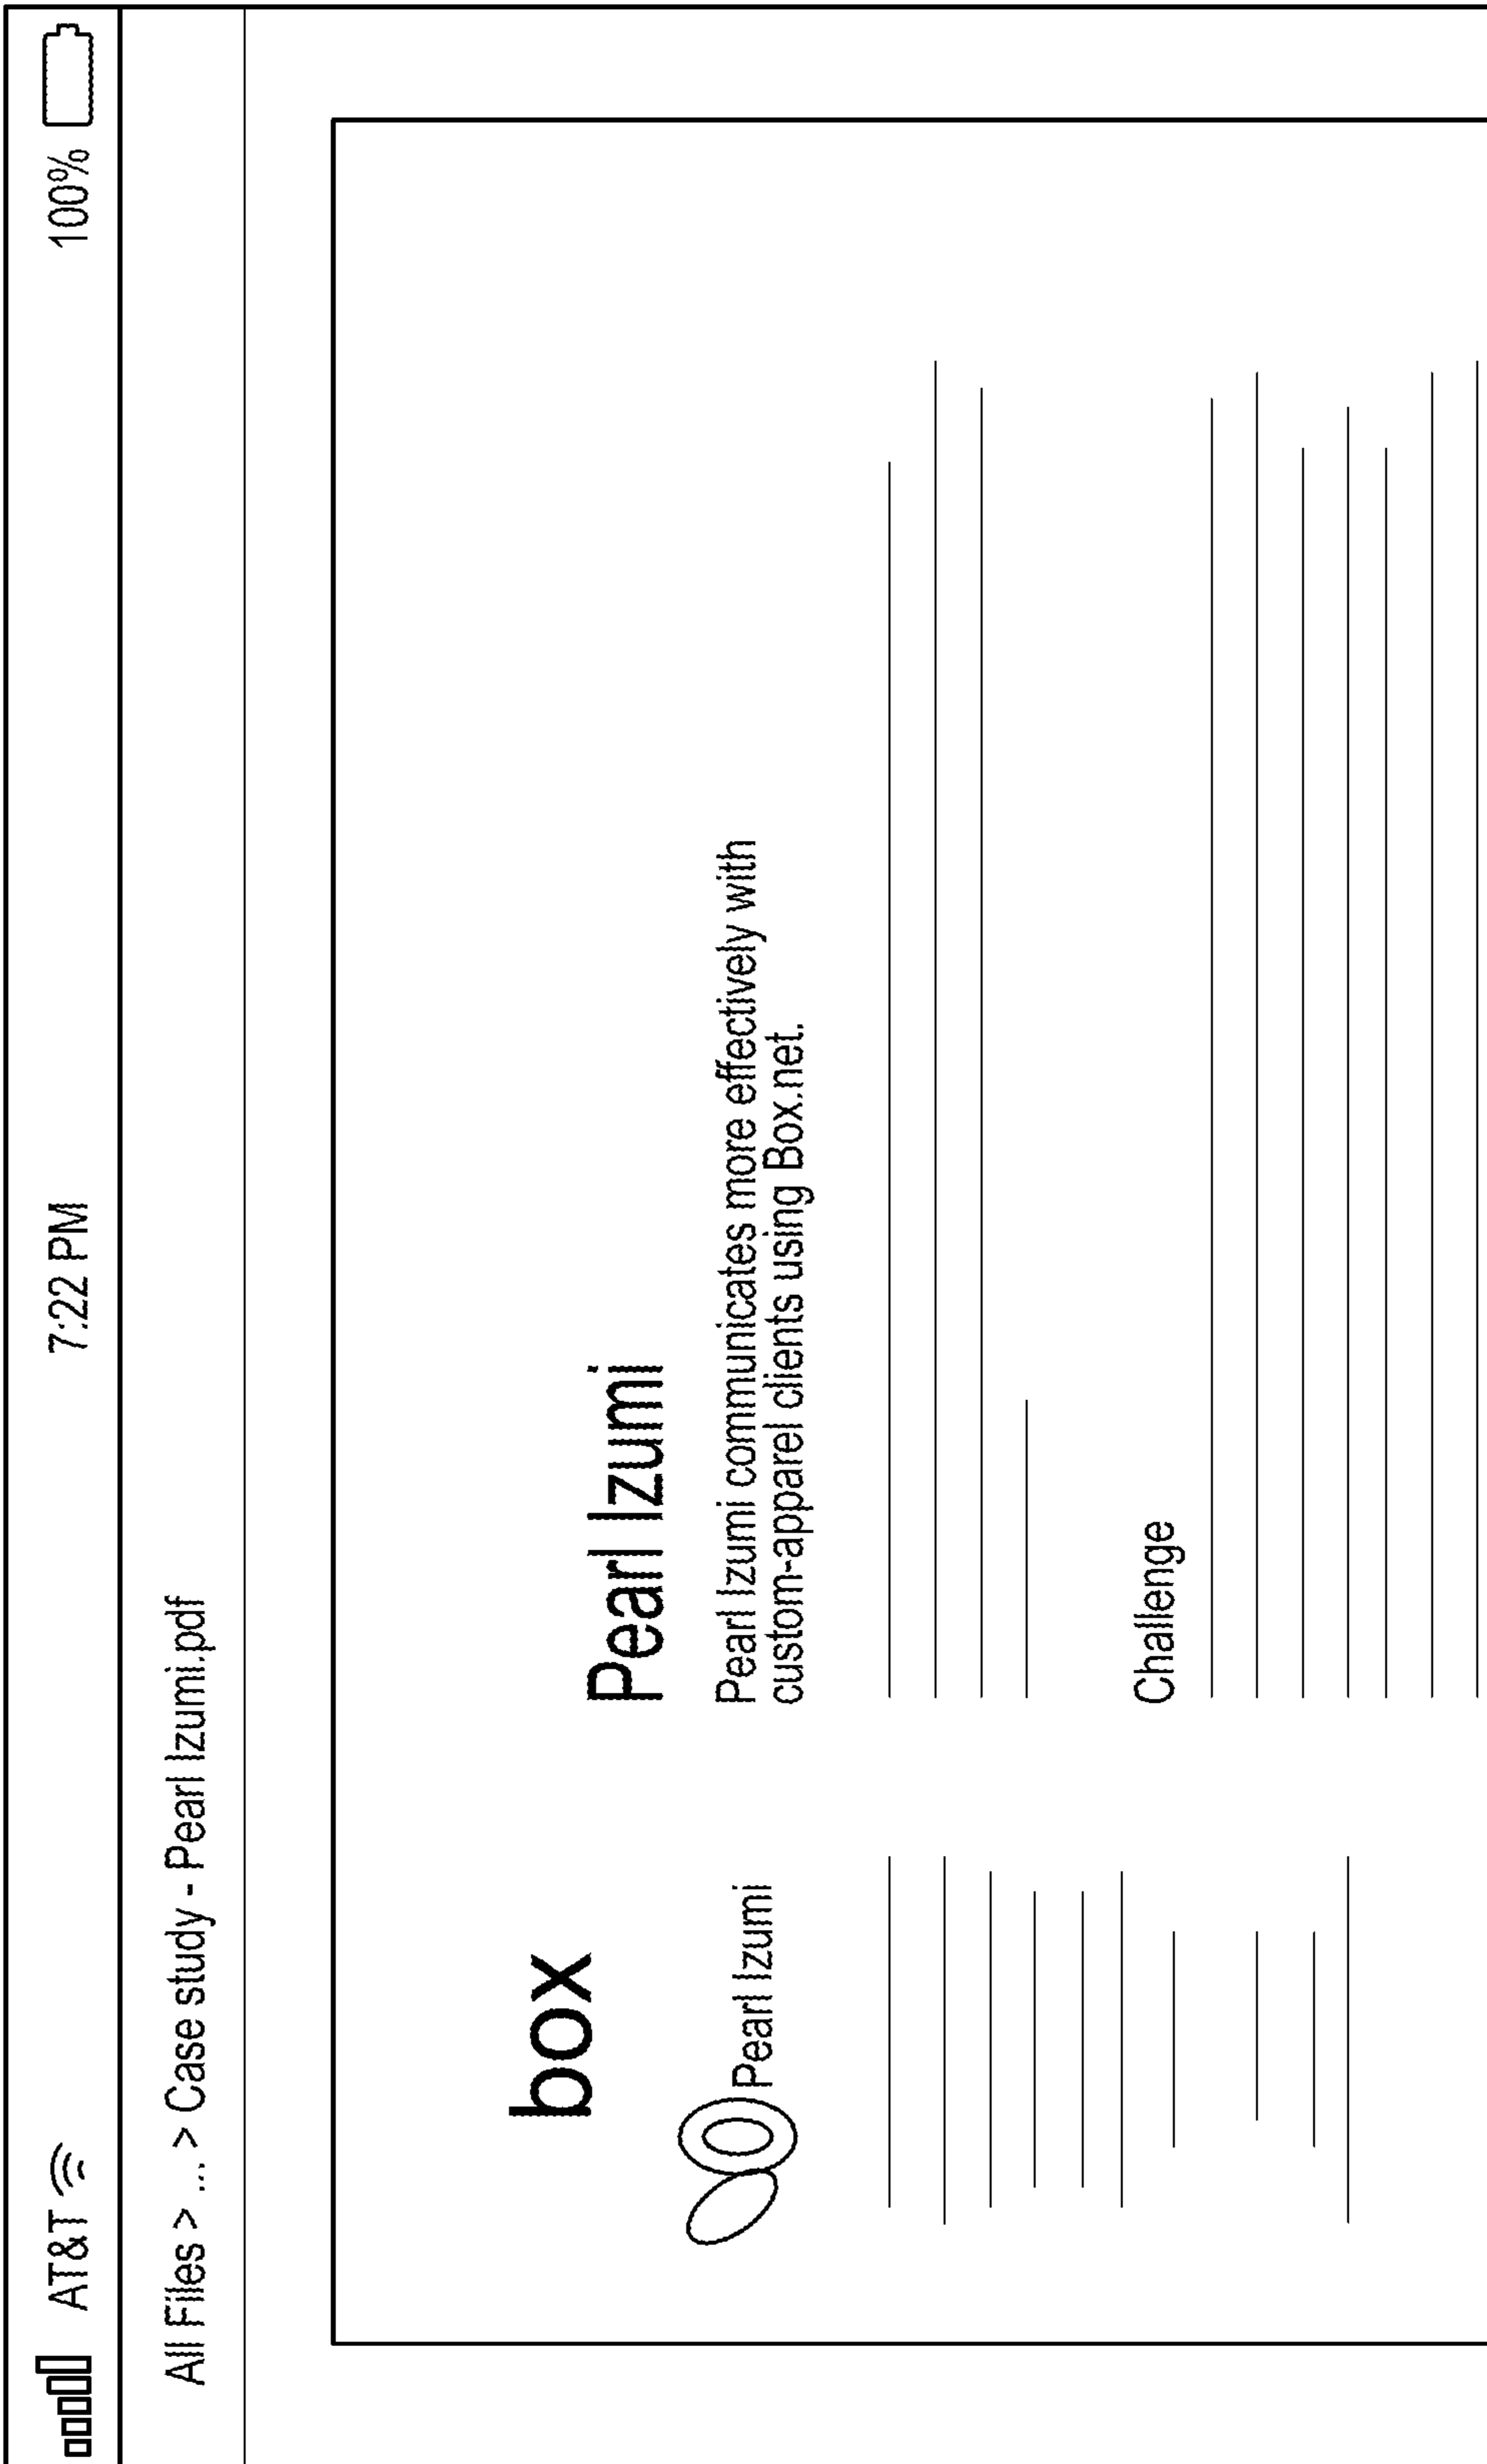 AT&T 7:22 PM 100%
All Files > ... > Case study - Pearl Izumi.pdf
box
Pearl Izumi
Pearl Izumi
Pearl Izumi communicates more effectively with
custom-apparel clients using Box.net.
Challenge